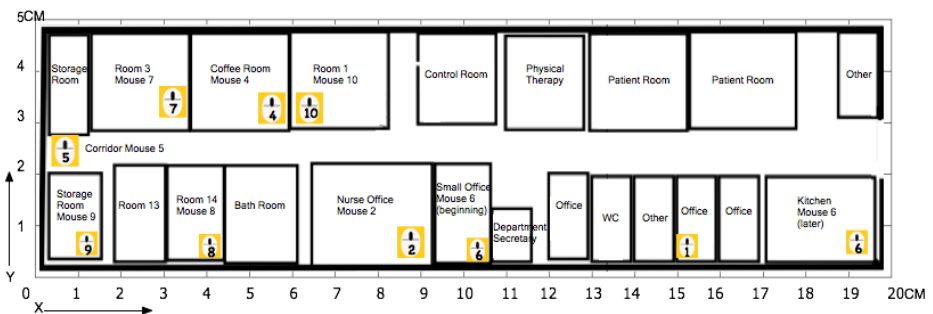 5CM
4
3
2
1
Y
Storage
Room
Room 3
Mouse 7
7
Coffee Room
Mouse 4
4
Room 1
Mouse 10
10
Control Room
Physical
Therapy
Patient Room
Patient Room
Other
5
Corridor Mouse 5
Storage
Room
Mouse 9
9
Room 13
Room 14
Mouse 8
8
Bath Room
Nurse Office
Mouse 2
2
Small Office
Mouse 6
(beginning)
6
Department
Secretary
Office
WC
Other
Office
1
Office
Kitchen
Mouse 6
(later)
6
0 1 2 3 4 5 6 7 8 9 10 11 12 13 14 15 16 17 18 19 20CM
X